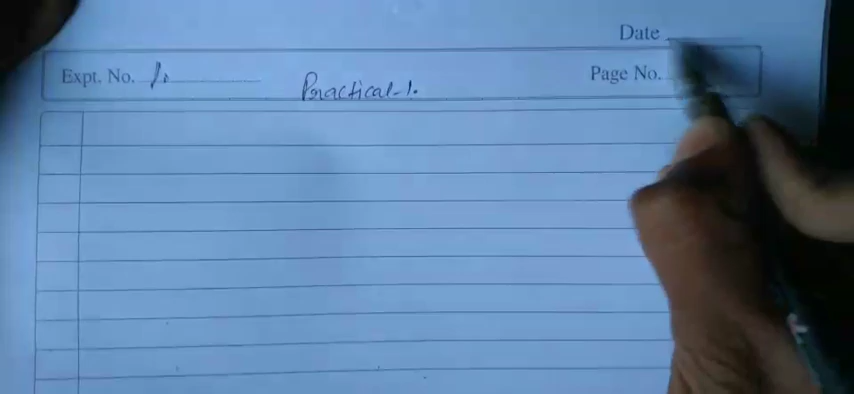 Date
Expt. No. 1.
Practical-1.
Page No.